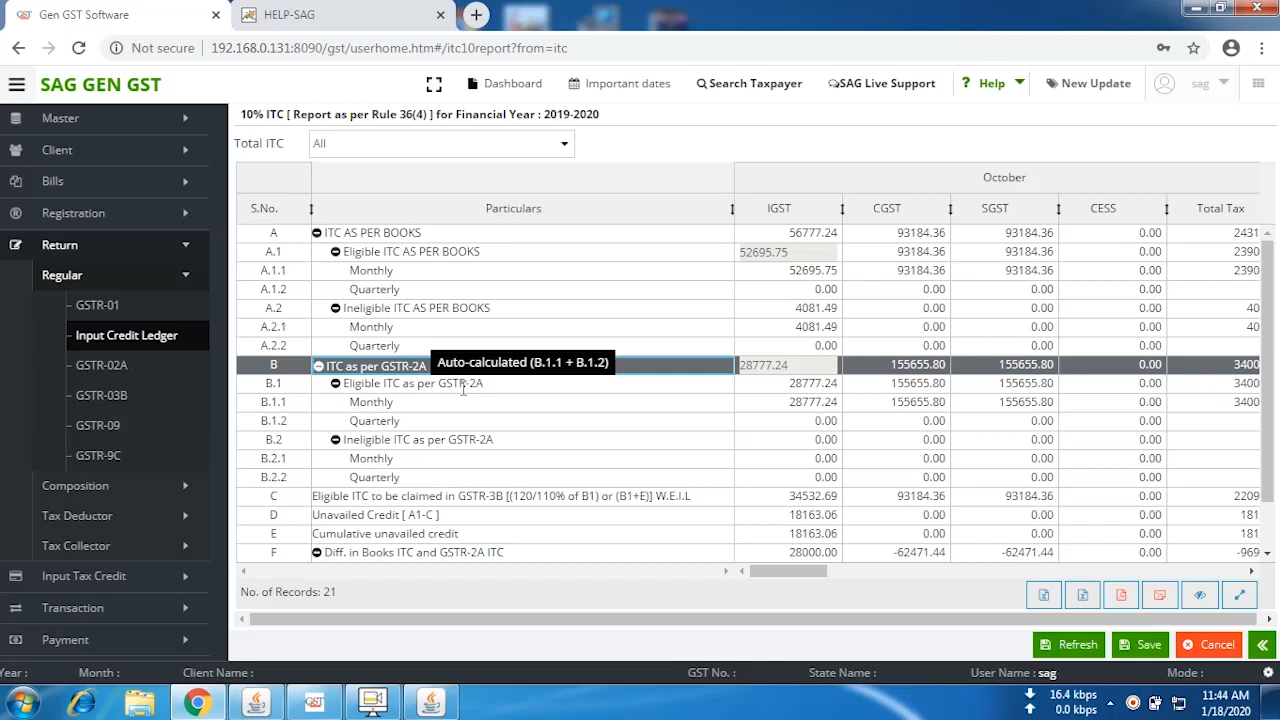 Gen GST Software
HELP-SAG
Not secure | 192.168.0.131:8090/gst/userhome.htm#/itc10report?from=itc
SAG GEN GST
Dashboard
Important dates
Search Taxpayer
SAG Live Support
? Help
New Update
sag
Master
Client
Bills
Registration
Return
Regular
GSTR-01
Input Credit Ledger
GSTR-02A
GSTR-03B
GSTR-09
GSTR-9C
Composition
Tax Deductor
Tax Collector
Input Tax Credit
Transaction
Payment
10% ITC [ Report as per Rule 36(4) ] for Financial Year : 2019-2020
Total ITC All
October
S.No. Particulars IGST CGST SGST CESS Total Tax
A ITC AS PER BOOKS 56777.24 93184.36 93184.36 0.00 2431
A.1 Eligible ITC AS PER BOOKS 52695.75 93184.36 93184.36 0.00 2390
A.1.1 Monthly 52695.75 93184.36 93184.36 0.00 2390
A.1.2 Quarterly 0.00 0.00 0.00 0.00
A.2 Ineligible ITC AS PER BOOKS 4081.49 0.00 0.00 0.00 40
A.2.1 Monthly 4081.49 0.00 0.00 0.00 40
A.2.2 Quarterly 0.00 0.00 0.00 0.00
B ITC as per GSTR-2A Auto-calculated (B.1.1 + B.1.2) 28777.24 155655.80 155655.80 0.00 3400
B.1 Eligible ITC as per GSTR-2A 28777.24 155655.80 155655.80 0.00 3400
B.1.1 Monthly 28777.24 155655.80 155655.80 0.00 3400
B.1.2 Quarterly 0.00 0.00 0.00 0.00
B.2 Ineligible ITC as per GSTR-2A 0.00 0.00 0.00 0.00
B.2.1 Monthly 0.00 0.00 0.00 0.00
B.2.2 Quarterly 0.00 0.00 0.00 0.00
C Eligible ITC to be claimed in GSTR-3B [(120/110% of B1) or (B1+E)] W.E.I.L 34532.69 93184.36 93184.36 0.00 2209
D Unavailed Credit [ A1-C ] 18163.06 0.00 0.00 0.00 181
E Cumulative unavailed credit 18163.06 0.00 0.00 0.00 181
F Diff. in Books ITC and GSTR-2A ITC 28000.00 -62471.44 -62471.44 0.00 -969
No. of Records: 21
Refresh
Save
Cancel
Year :
Month :
Client Name :
GST No. :
State Name :
User Name : sag
Mode :
16.4 kbps
0.0 kbps
11:44 AM
1/18/2020